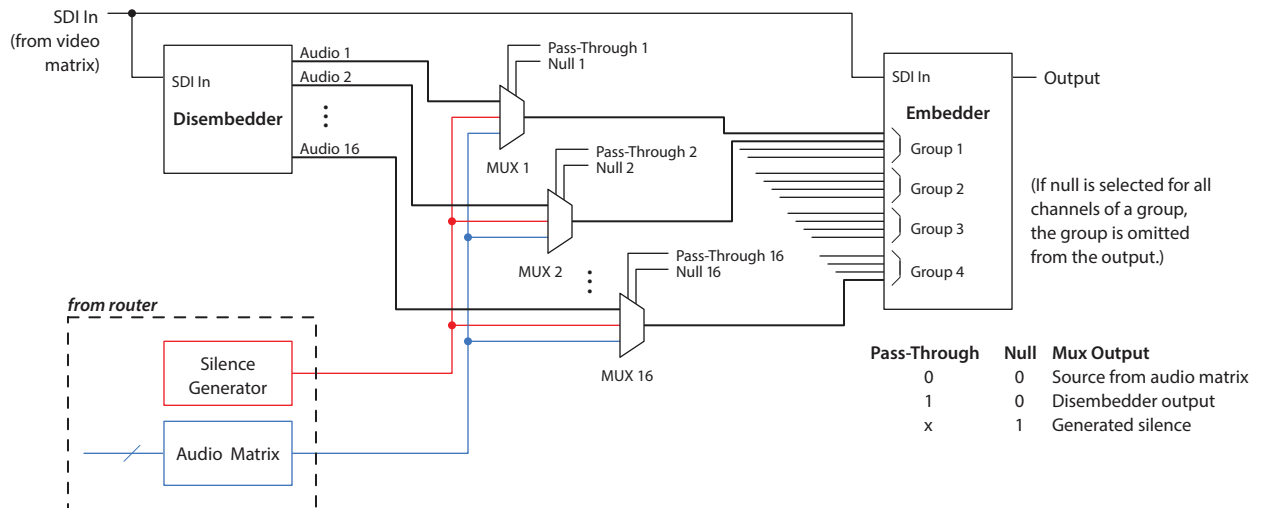 SDI In
(from video
matrix)
SDI In
Disembedder
Audio 1
Audio 2
Audio 16
Pass-Through 1
Null 1
MUX 1
Pass-Through 2
Null 2
MUX 2
Pass-Through 16
Null 16
MUX 16
SDI In
Embedder
Group 1
Group 2
Group 3
Group 4
Output
(If null is selected for all
channels of a group,
the group is omitted
from the output.)
from router
Silence
Generator
Audio Matrix
Pass-Through Null Mux Output
0 0 Source from audio matrix
1 0 Disembedder output
x 1 Generated silence